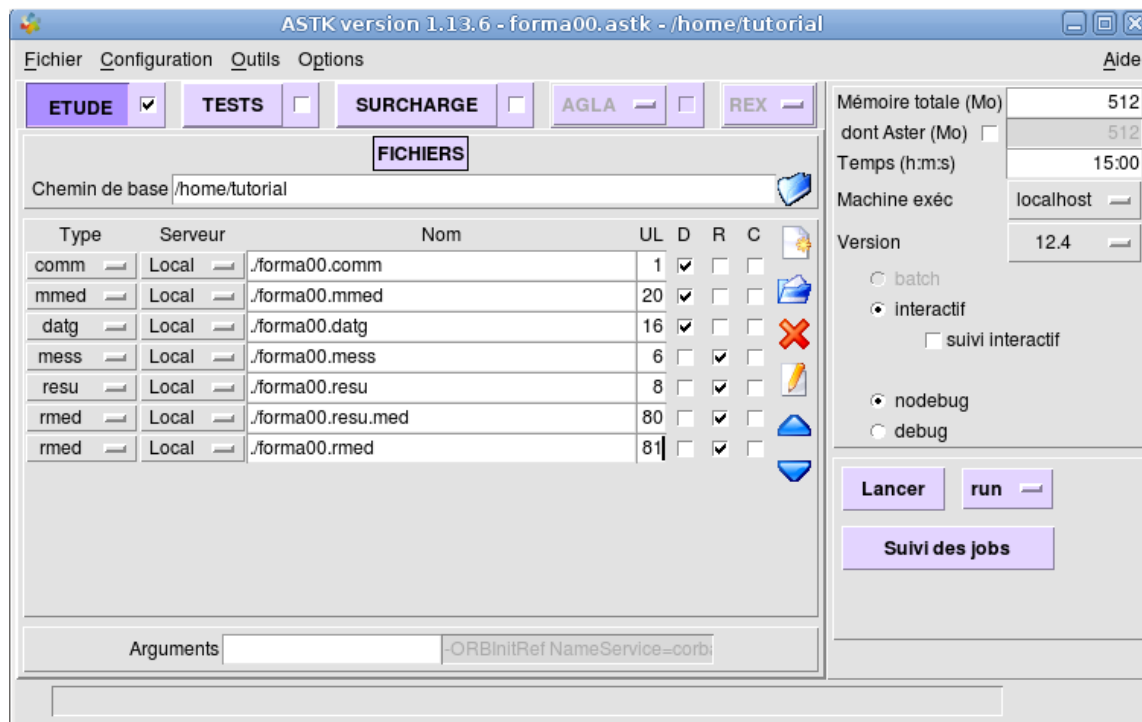 ASTK version 1.13.6 - forma00.astk - /home/tutorial
Fichier Configuration Outils Options Aide
ETUDE TESTS SURCHARGE AGLA REX
FICHIERS
Chemin de base /home/tutorial
Type Serveur Nom UL D R C
comm Local ./forma00.comm 1
mmed Local ./forma00.mmed 20
datg Local ./forma00.datg 16
mess Local ./forma00.mess 6
resu Local ./forma00.resu 8
rmed Local ./forma00.resu.med 80
rmed Local ./forma00.rmed 81
Arguments -ORBInitRef NameService=corba
Mémoire totale (Mo) 512
dont Aster (Mo) 512
Temps (h:m:s) 15:00
Machine exéc localhost
Version 12.4
batch
interactif
suivi interactif
nodebug
debug
Lancer run
Suivi des jobs